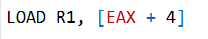 LOAD R1, [EAX + 4]